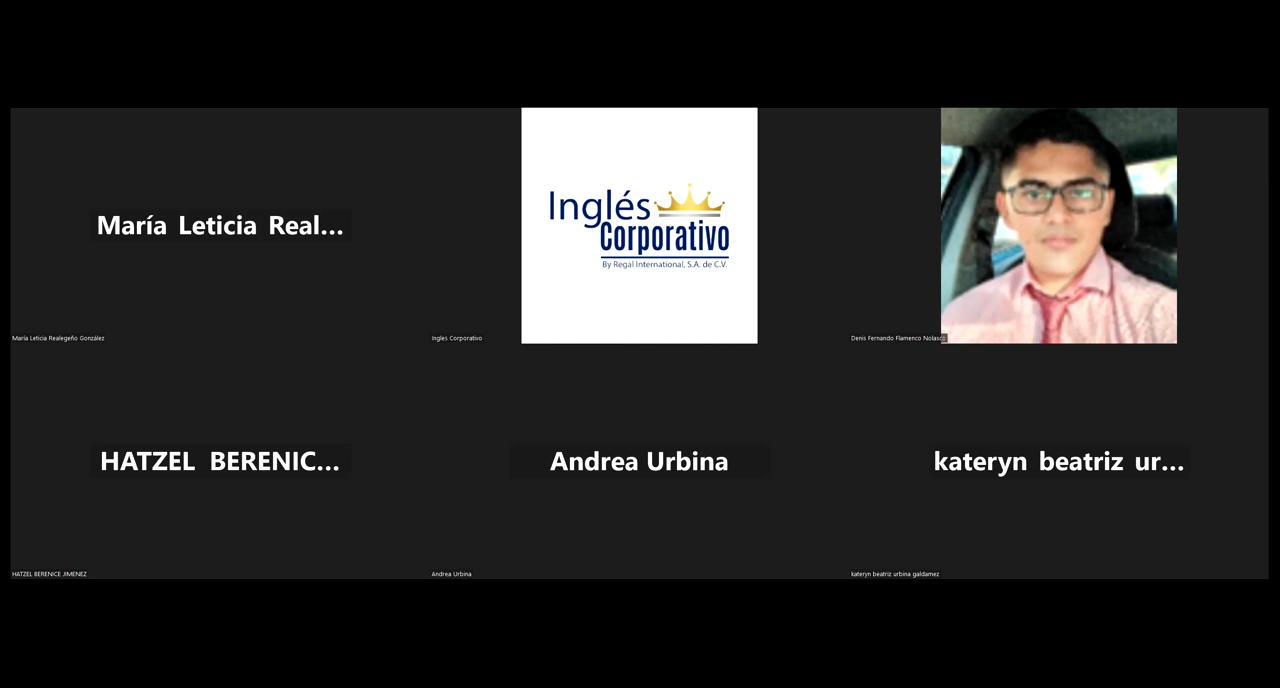 María Leticia Real...
María Leticia Realegeño González
Inglés
Corporativo
By Regal International, S.A. de C.V.
Ingles Corporativo
Denis Fernando Flamenco Nolasco
HATZEL BERENIC...
HATZEL BERENICE JIMENEZ
Andrea Urbina
Andrea Urbina
kateryn beatriz ur...
kateryn beatriz urbina galdamez